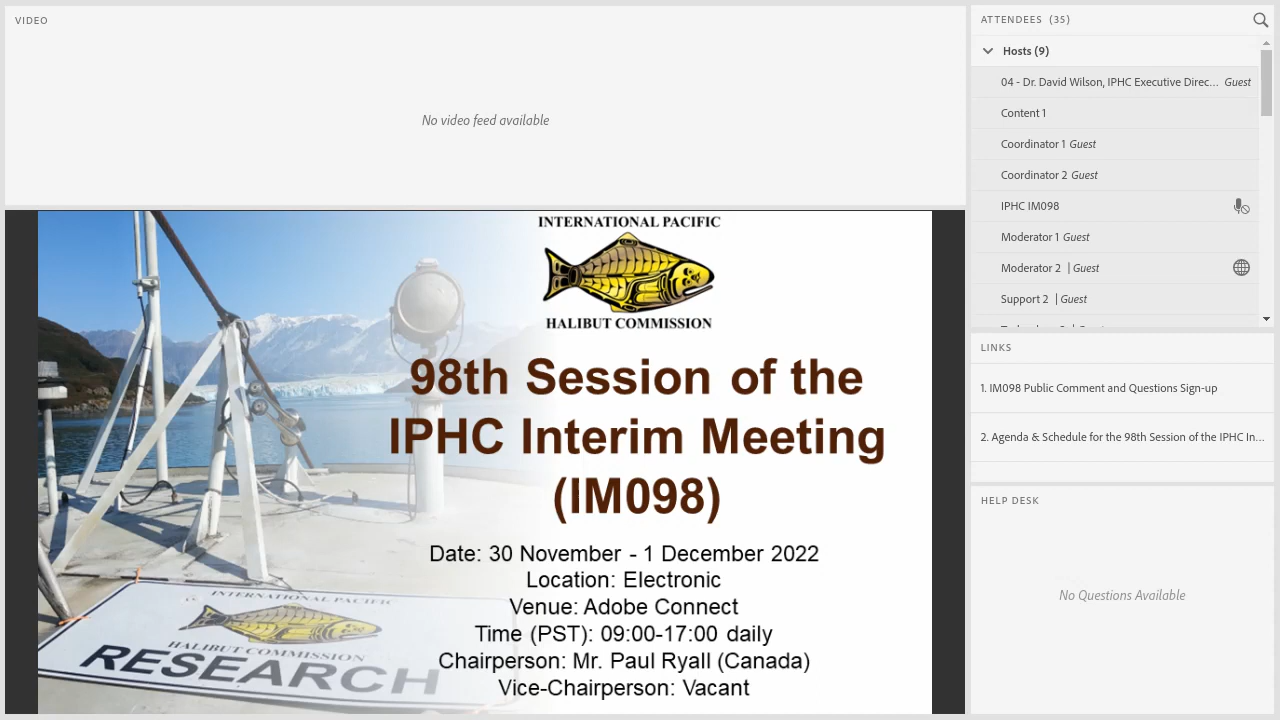 VIDEO
No video feed available
INTERNATIONAL PACIFIC
HALIBUT COMMISSION
98th Session of the
IPHC Interim Meeting
(IM098)
Date: 30 November - 1 December 2022
Location: Electronic
Venue: Adobe Connect
Time (PST): 09:00-17:00 daily
Chairperson: Mr. Paul Ryall (Canada)
Vice-Chairperson: Vacant
INTERNATIONAL PACIFIC
HALIBUT COMMISSION
RESEARCH
ATTENDEES (35)
Hosts (9)
04 - Dr. David Wilson, IPHC Executive Direc... Guest
Content 1
Coordinator 1 Guest
Coordinator 2 Guest
IPHC IM098
Moderator 1 Guest
Moderator 2 | Guest
Support 2 | Guest
LINKS
1. IM098 Public Comment and Questions Sign-up
2. Agenda & Schedule for the 98th Session of the IPHC In...
HELP DESK
No Questions Available